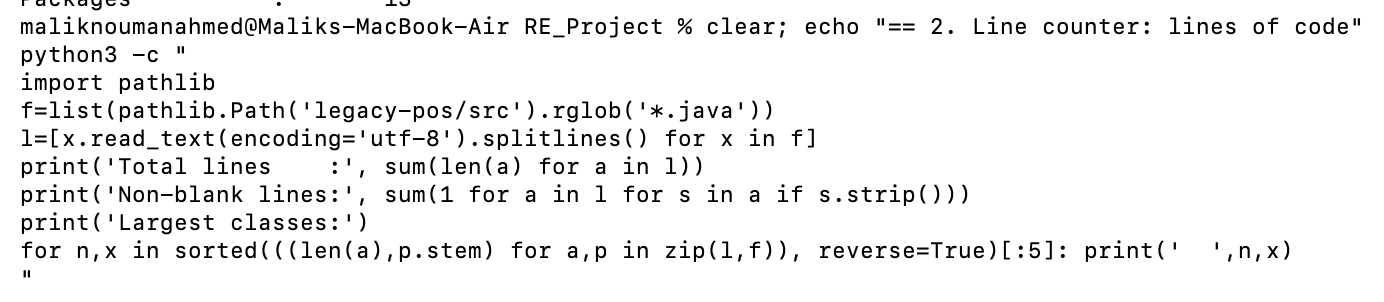 Packages           :      13
maliknoumanahmed@Maliks-MacBook-Air RE_Project % clear; echo "== 2. Line counter: lines of code"
python3 -c "
import pathlib
f=list(pathlib.Path('legacy-pos/src').rglob('*.java'))
l=[x.read_text(encoding='utf-8').splitlines() for x in f]
print('Total lines    :', sum(len(a) for a in l))
print('Non-blank lines:', sum(1 for a in l for s in a if s.strip()))
print('Largest classes:')
for n,x in sorted(((len(a),p.stem) for a,p in zip(l,f)), reverse=True)[:5]: print('  ',n,x)
"